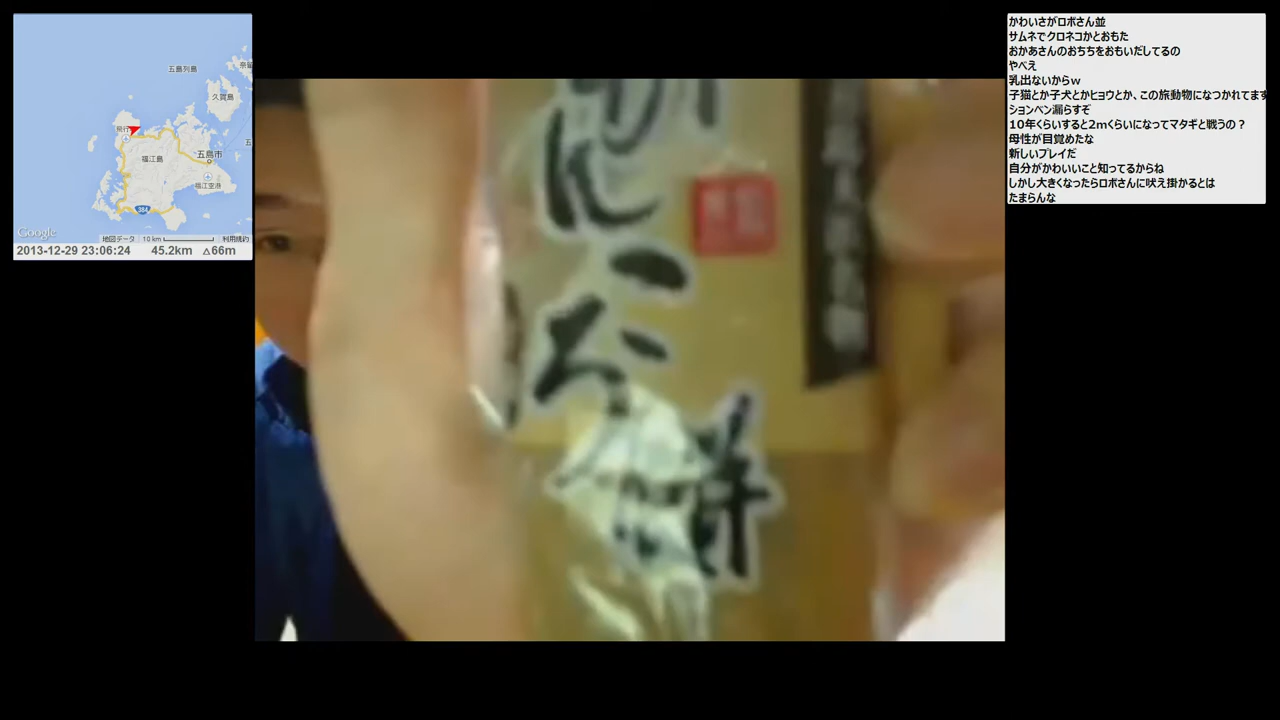 五島列島
奈留
久賀島
飛行
福江島
五島市
五
福江空港
384
Google
地図データ
10 km
利用規約
2013-12-29 23:06:24 45.2km △66m
かんころ
餅
かわいさがロボさん並
サムネでクロネコかとおもた
おかあさんのおちちをおもいだしてるの
やべえ
乳出ないからw
子猫とか子犬とかヒョウとか、この旅動物になつかれてます
ションベン漏らすぞ
10年くらいすると2mくらいになってマタギと戦うの？
母性が目覚めたな
新しいプレイだ
自分がかわいいこと知ってるからね
しかし大きくなったらロボさんに吠え掛かるとは
たまらんな